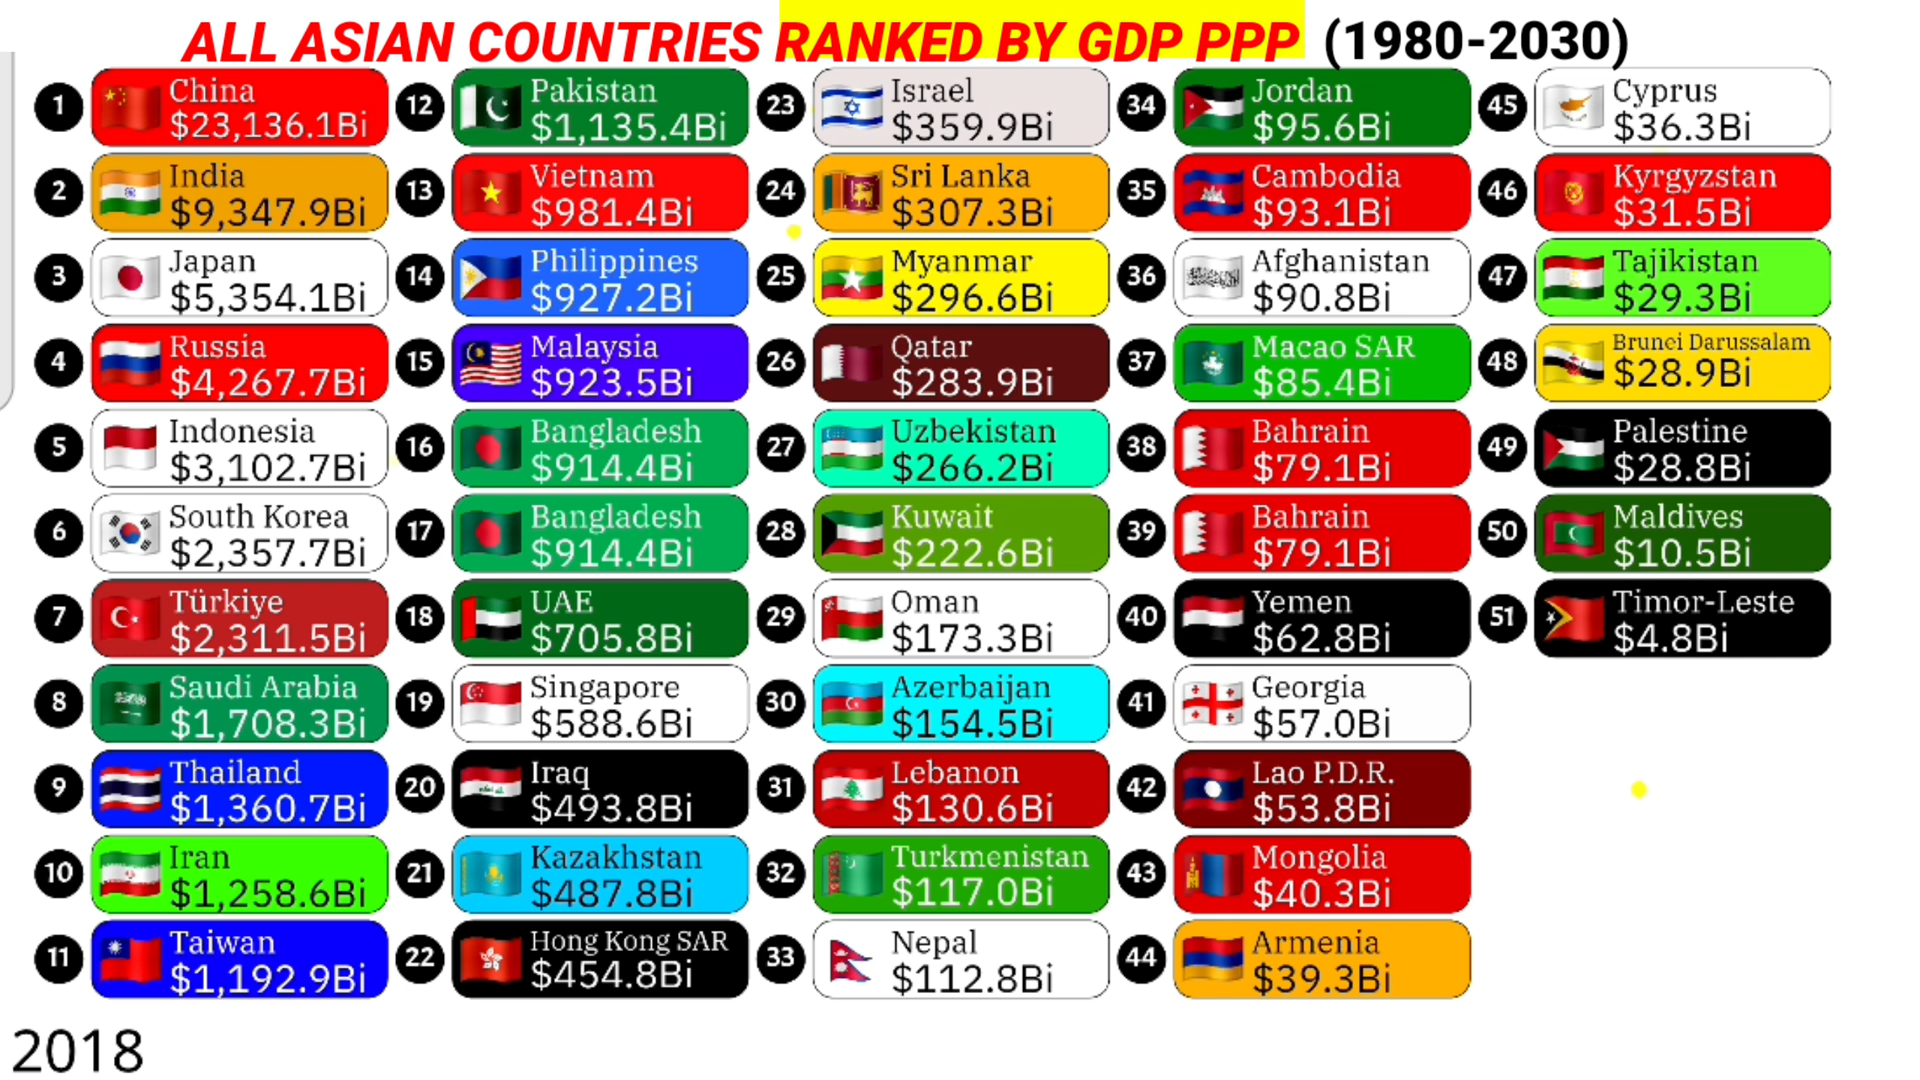 ALL ASIAN COUNTRIES RANKED BY GDP PPP (1980-2030)
1
China
$23,136.1Bi
2
India
$9,347.9Bi
3
Japan
$5,354.1Bi
4
Russia
$4,267.7Bi
5
Indonesia
$3,102.7Bi
6
South Korea
$2,357.7Bi
7
Türkiye
$2,311.5Bi
8
Saudi Arabia
$1,708.3Bi
9
Thailand
$1,360.7Bi
10
Iran
$1,258.6Bi
11
Taiwan
$1,192.9Bi
12
Pakistan
$1,135.4Bi
13
Vietnam
$981.4Bi
14
Philippines
$927.2Bi
15
Malaysia
$923.5Bi
16
Bangladesh
$914.4Bi
17
Bangladesh
$914.4Bi
18
UAE
$705.8Bi
19
Singapore
$588.6Bi
20
Iraq
$493.8Bi
21
Kazakhstan
$487.8Bi
22
Hong Kong SAR
$454.8Bi
23
Israel
$359.9Bi
24
Sri Lanka
$307.3Bi
25
Myanmar
$296.6Bi
26
Qatar
$283.9Bi
27
Uzbekistan
$266.2Bi
28
Kuwait
$222.6Bi
29
Oman
$173.3Bi
30
Azerbaijan
$154.5Bi
31
Lebanon
$130.6Bi
32
Turkmenistan
$117.0Bi
33
Nepal
$112.8Bi
34
Jordan
$95.6Bi
35
Cambodia
$93.1Bi
36
Afghanistan
$90.8Bi
37
Macao SAR
$85.4Bi
38
Bahrain
$79.1Bi
39
Bahrain
$79.1Bi
40
Yemen
$62.8Bi
41
Georgia
$57.0Bi
42
Lao P.D.R.
$53.8Bi
43
Mongolia
$40.3Bi
44
Armenia
$39.3Bi
45
Cyprus
$36.3Bi
46
Kyrgyzstan
$31.5Bi
47
Tajikistan
$29.3Bi
48
Brunei Darussalam
$28.9Bi
49
Palestine
$28.8Bi
50
Maldives
$10.5Bi
51
Timor-Leste
$4.8Bi
2018